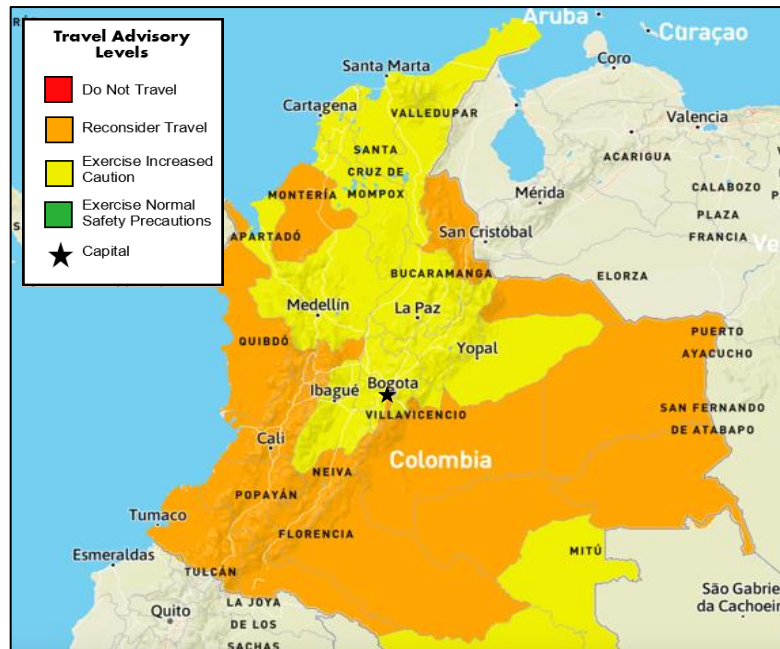 Travel Advisory
Levels
Do Not Travel
Reconsider Travel
Exercise Increased
Caution
Exercise Normal
Safety Precautions
Capital
Aruba
Curaçao
Santa Marta
Coro
Cartagena
VALLEDUPAR
Valencia
SANTA
CRUZ DE
MOMPOX
ACARIGUA
MONTERÍA
Mérida
CALABOZO
PLAZA
FRANCIA
APARTADÓ
San Cristóbal
BUCARAMANGA
ELORZA
Medellín
La Paz
PUERTO
AYACUCHO
QUIBDÓ
Yopal
Ibagué
Bogota
VILLAVICENCIO
SAN FERNANDO
DE ATABAPO
Cali
Colombia
NEIVA
POPAYÁN
Tumaco
FLORENCIA
MITÚ
Esmeraldas
TULCÁN
São Gabrie
da Cachoeir
Quito
LA JOYA
DE LOS
SACHAS